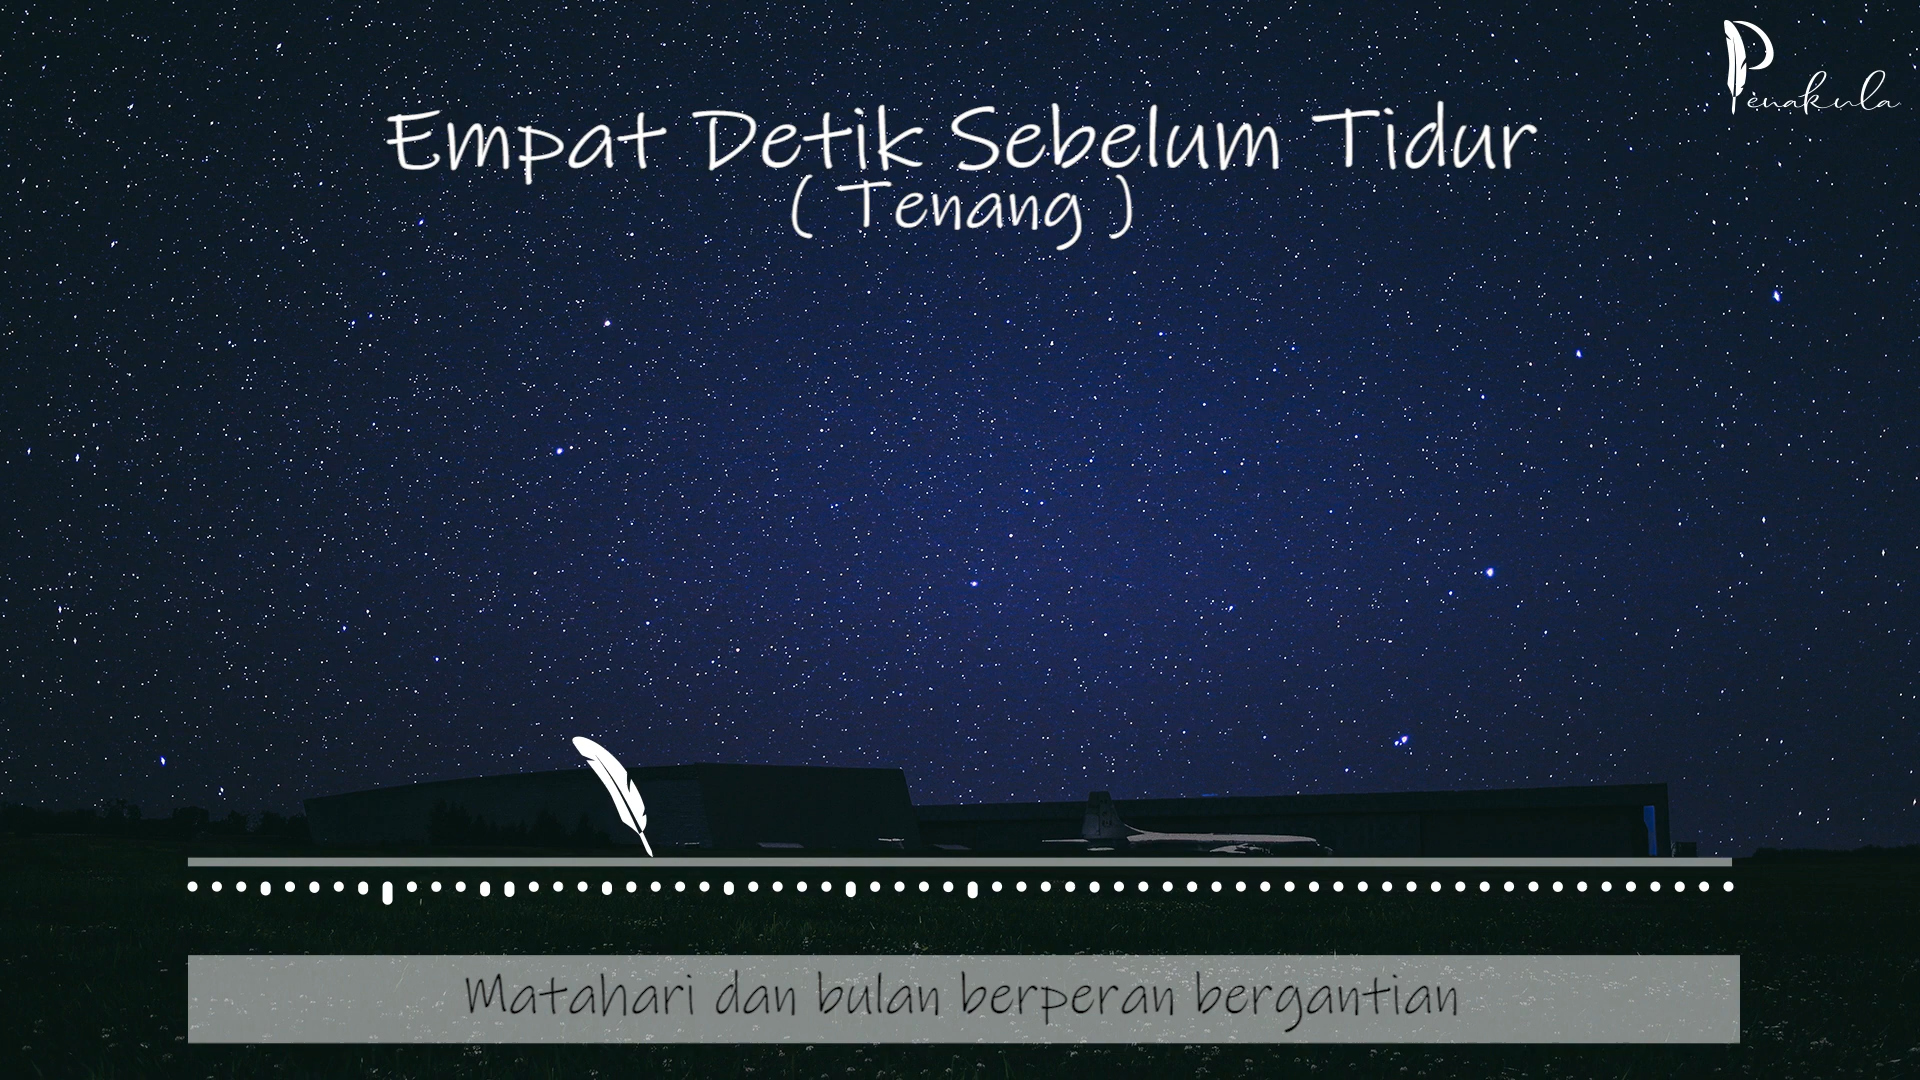 Penakula
Empat Detik Sebelum Tidur
( Tenang )
Matahari dan bulan berperan bergantian